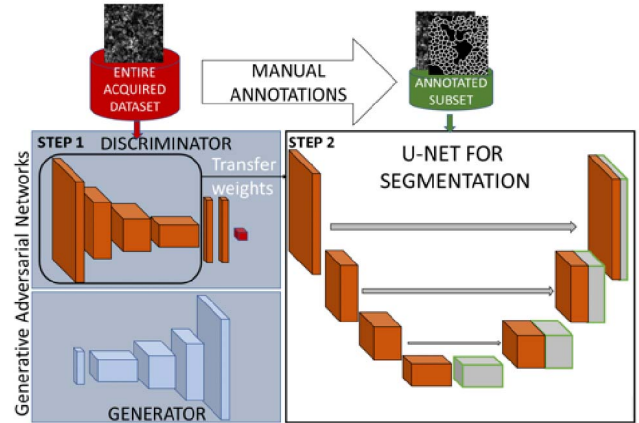 ENTIRE
ACQUIRED
DATASET
MANUAL
ANNOTATIONS
ANNOTATED
SUBSET
Generative Adversarial Networks
STEP 1
DISCRIMINATOR
Transfer
weights
GENERATOR
STEP 2
U-NET FOR
SEGMENTATION